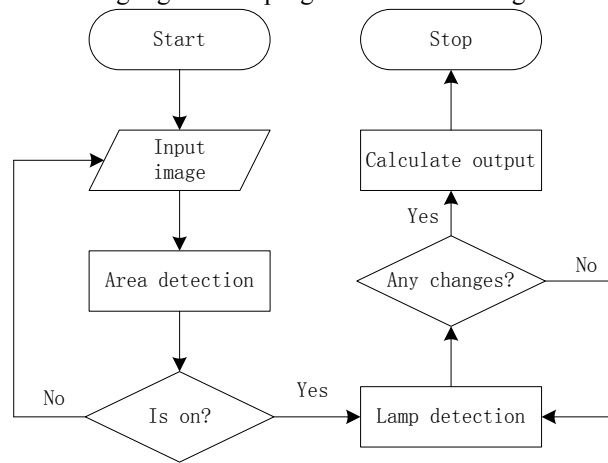 Start
Stop
Input
image
Calculate output
Yes
Area detection
Any changes?
No
No
Is on?
Yes
Lamp detection